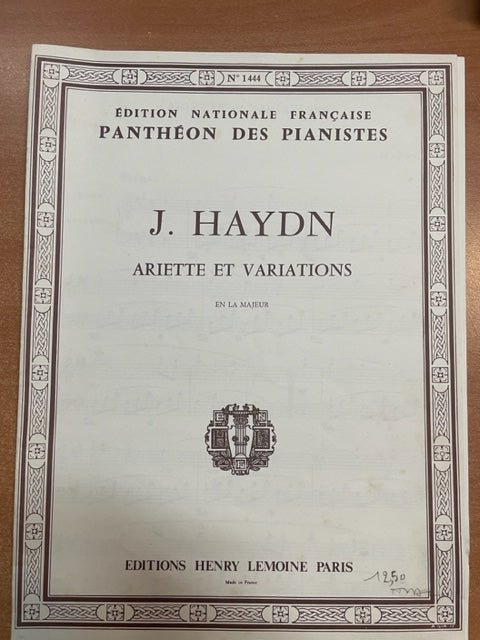 N° 1444
ÉDITION NATIONALE FRANÇAISE
PANTHÉON DES PIANISTES
J. HAYDN
ARIETTE ET VARIATIONS
EN LA MAJEUR
EDITIONS HENRY LEMOINE PARIS
Made in France
12,50